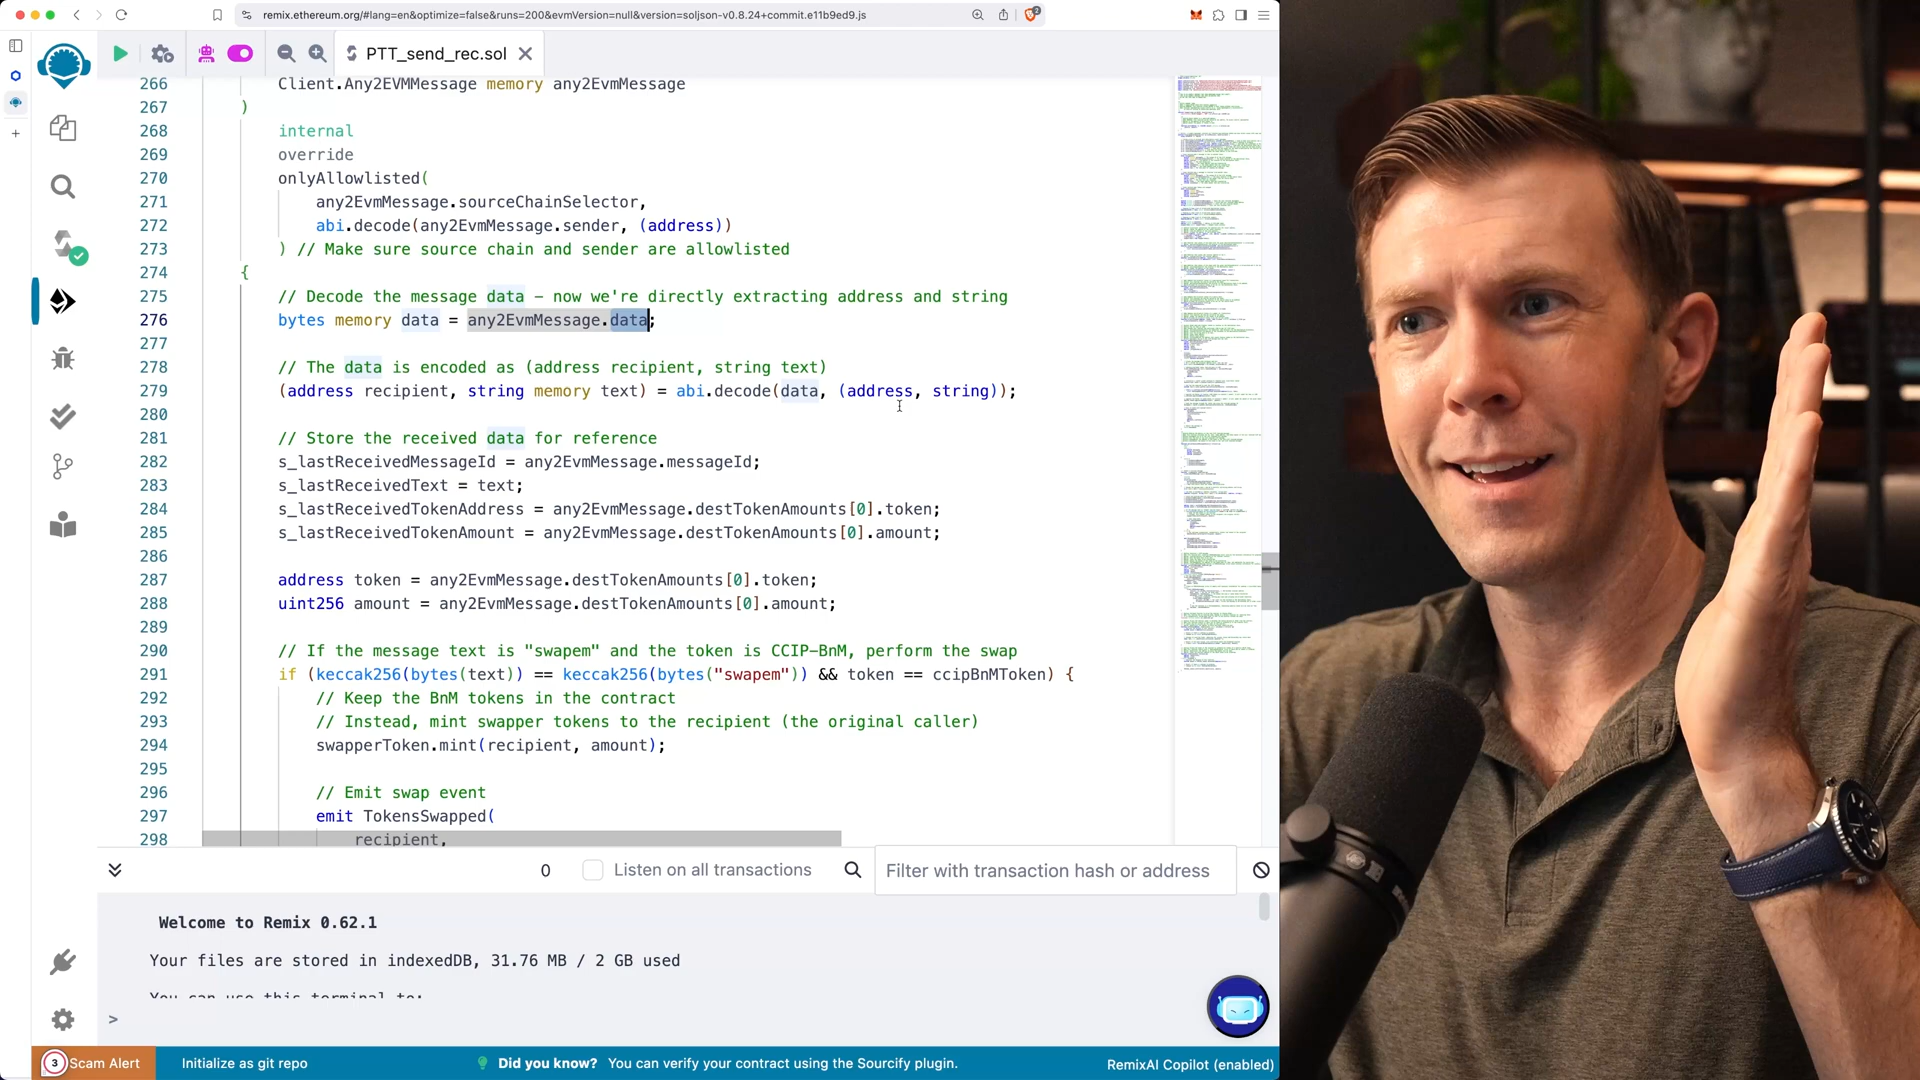 remix.ethereum.org/#lang=en&optimize=false&runs=200&evmVersion=null&version=soljson-v0.8.24+commit.e11b9ed9.js
2
PTT_send_rec.sol
266 Client.Any2EVMMessage memory any2EvmMessage
267 )
268 internal
269 override
270 onlyAllowlisted(
271 any2EvmMessage.sourceChainSelector,
272 abi.decode(any2EvmMessage.sender, (address))
273 ) // Make sure source chain and sender are allowlisted
274 {
275 // Decode the message data – now we're directly extracting address and string
276 bytes memory data = any2EvmMessage.data;
277
278 // The data is encoded as (address recipient, string text)
279 (address recipient, string memory text) = abi.decode(data, (address, string));
280
281 // Store the received data for reference
282 s_lastReceivedMessageId = any2EvmMessage.messageId;
283 s_lastReceivedText = text;
284 s_lastReceivedTokenAddress = any2EvmMessage.destTokenAmounts[0].token;
285 s_lastReceivedTokenAmount = any2EvmMessage.destTokenAmounts[0].amount;
286
287 address token = any2EvmMessage.destTokenAmounts[0].token;
288 uint256 amount = any2EvmMessage.destTokenAmounts[0].amount;
289
290 // If the message text is "swapem" and the token is CCIP-BnM, perform the swap
291 if (keccak256(bytes(text)) == keccak256(bytes("swapem")) && token == ccipBnMToken) {
292 // Keep the BnM tokens in the contract
293 // Instead, mint swapper tokens to the recipient (the original caller)
294 swapperToken.mint(recipient, amount);
295
296 // Emit swap event
297 emit TokensSwapped(
298 recipient,
0 Listen on all transactions Filter with transaction hash or address
Welcome to Remix 0.62.1
Your files are stored in indexedDB, 31.76 MB / 2 GB used
You can use this terminal to:
>
3 Scam Alert Initialize as git repo Did you know? You can verify your contract using the Sourcify plugin. RemixAI Copilot (enabled)